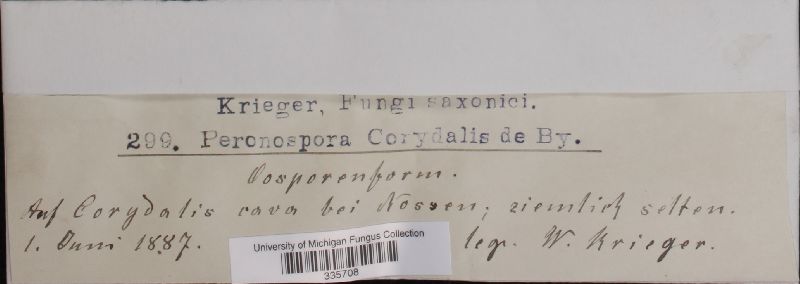 Krieger, Fungi saxonici.
299. Peronospora Corydalis de By.
Oosporenform.
Auf Corydalis cava bei Nossen; ziemlich selten.
1. Juni 1887.
leg. W. Krieger.
University of Michigan Fungus Collection
335708